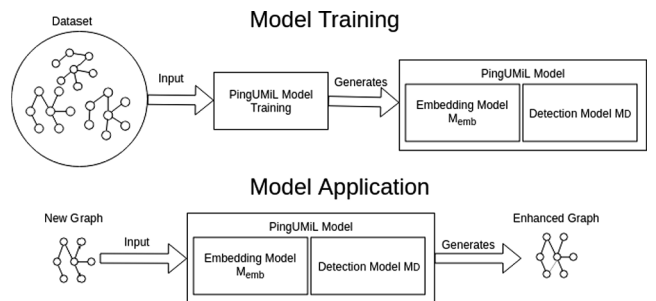 Model Training
Dataset
Input
PingUMiL Model
Training
Generates
PingUMiL Model
Embedding Model
Memb
Detection Model MD
Model Application
New Graph
Input
PingUMiL Model
Embedding Model
Memb
Detection Model MD
Generates
Enhanced Graph